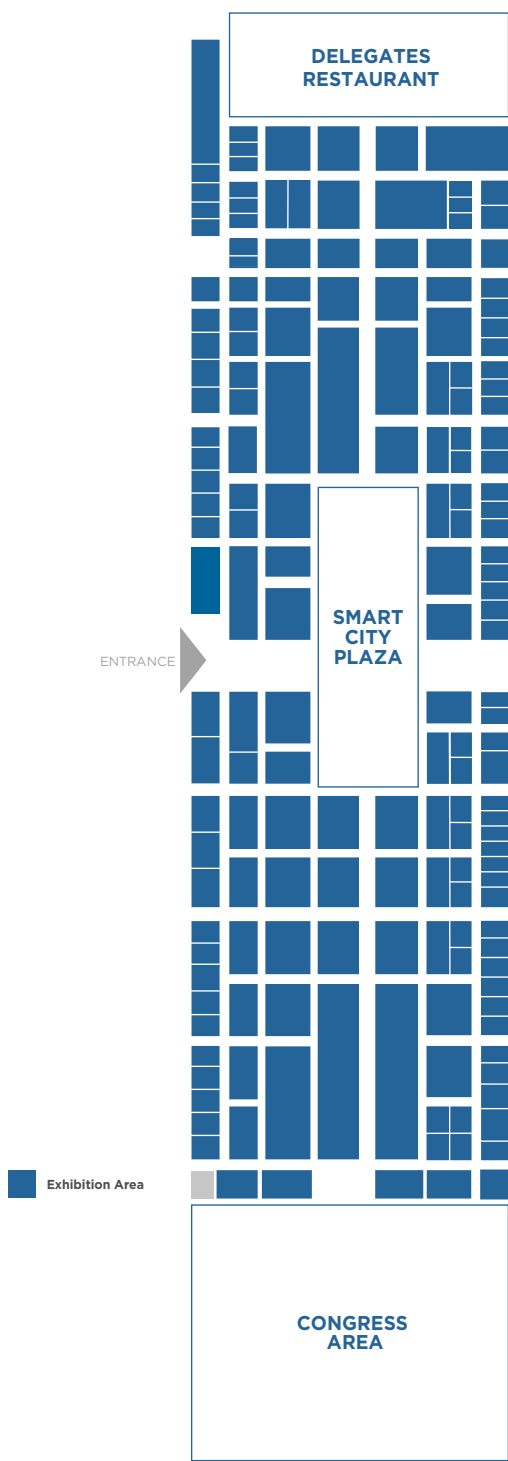 DELEGATES
RESTAURANT
SMART
CITY
PLAZA
ENTRANCE
Exhibition Area
CONGRESS
AREA